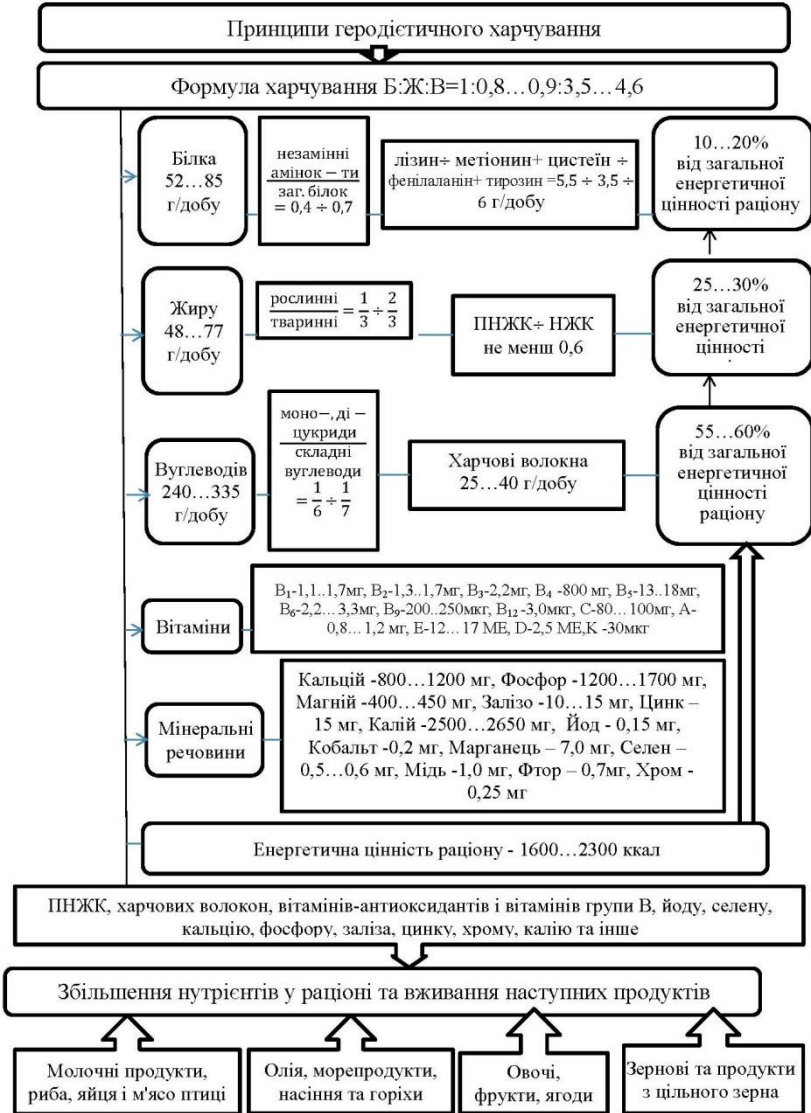 Принципи геродієтичного харчування
Формула харчування Б:Ж:В=1:0,8…0,9:3,5…4,6
Білка
52…85
г/добу
незамінні
амінок – ти
заг. білок
= 0,4 ÷ 0,7
лізин÷ метіонин+ цистеїн ÷
фенілаланін+ тирозин =5,5 ÷ 3,5 ÷
6 г/добу
10…20%
від загальної
енергетичної
цінності раціону
Жиру
48…77
г/добу
рослинні
тваринні
= 1/3 ÷ 2/3
ПНЖК÷ НЖК
не менш 0,6
25…30%
від загальної
енергетичної
цінності
.
Вуглеводів
240…335
г/добу
моно–, ді –
цукриди
складні
вуглеводи
= 1/6 ÷ 1/7
Харчові волокна
25…40 г/добу
55…60%
від загальної
енергетичної
цінності
раціону
Вітаміни
B₁-1,1..1,7мг, B₂-1,3..1,7мг, B₃-2,2мг, B₄ -800 мг, B₅-13..18мг,
B₆-2,2…3,3мг, B₉-200..250мкг, B₁₂-3,0мкг, C-80…100мг, A-
0,8…1,2 мг, E-12…17 МЕ, D-2,5 МЕ,K -30мкг
Мінеральні
речовини
Кальцій -800…1200 мг, Фосфор -1200…1700 мг,
Магній -400…450 мг, Залізо -10…15 мг, Цинк –
15 мг, Калій -2500…2650 мг, Йод - 0,15 мг,
Кобальт -0,2 мг, Марганець – 7,0 мг, Селен –
0,5…0,6 мг, Мідь -1,0 мг, Фтор – 0,7мг, Хром -
0,25 мг
Енергетична цінність раціону - 1600…2300 ккал
ПНЖК, харчових волокон, вітамінів-антиоксидантів і вітамінів групи В, йоду, селену,
кальцію, фосфору, заліза, цинку, хрому, калію та інше
Збільшення нутрієнтів у раціоні та вживання наступних продуктів
Молочні продукти,
риба, яйця і м'ясо птиці
Олія, морепродукти,
насіння та горіхи
Овочі,
фрукти, ягоди
Зернові та продукти
з цільного зерна